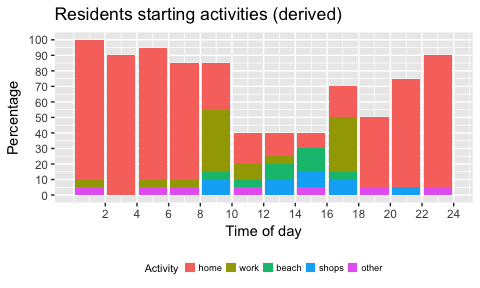 Residents starting activities (derived)
Percentage
100
90
80
70
60
50
40
30
20
10
0
2 4 6 8 10 12 14 16 18 20 22 24
Time of day
Activity home work beach shops other